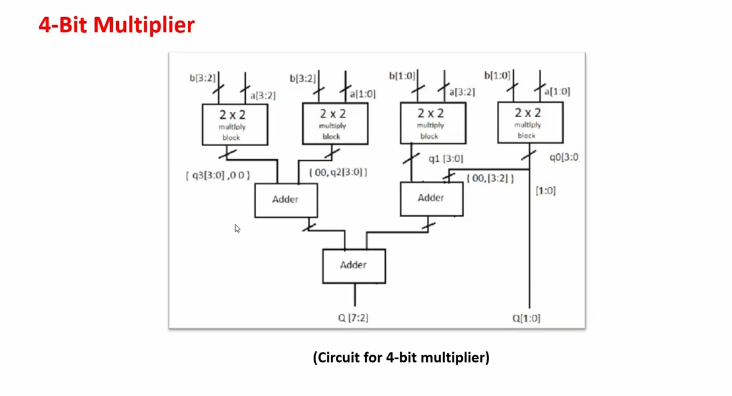 4-Bit Multiplier
b[3:2]
a[3:2]
b[3:2]
a[1:0]
b[1:0]
a[3:2]
b[1:0]
a[1:0]
2 x 2
multiply
block
2 x 2
multiply
block
2 x 2
multiply
block
2 x 2
multiply
block
{ q3[3:0] ,0 0 }
{ 00, q2[3:0] }
q1 [3:0]
q0[3:0
{ 00, [3:2] }
[1:0]
Adder
Adder
Adder
Q [7:2]
Q[1:0]
(Circuit for 4-bit multiplier)